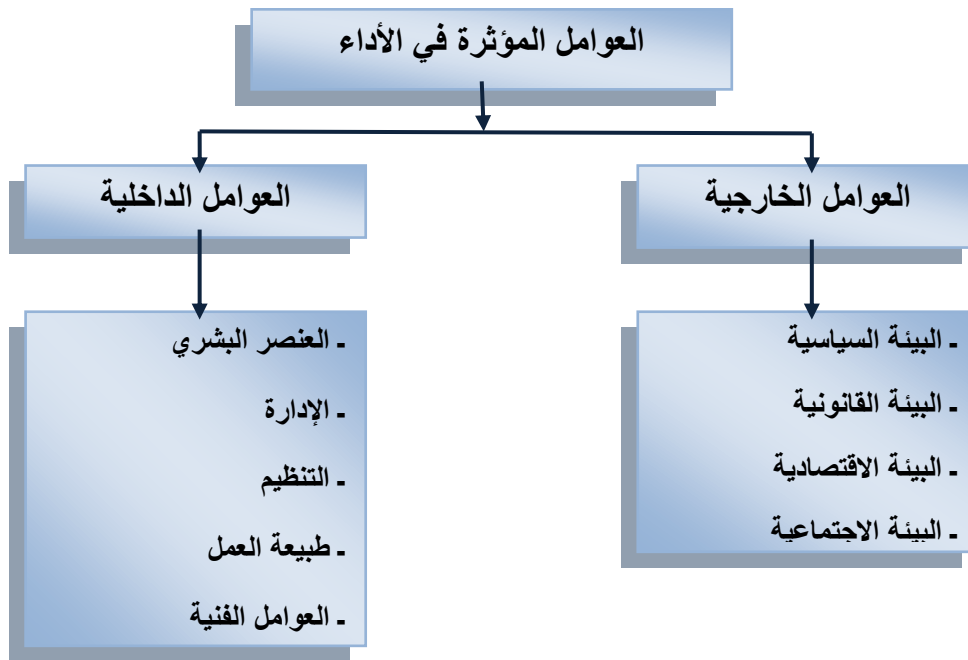 العوامل المؤثرة في الأداء
العوامل الخارجية
العوامل الداخلية
ـ البيئة السياسية
ـ البيئة القانونية
ـ البيئة الاقتصادية
ـ البيئة الاجتماعية
ـ العنصر البشري
ـ الإدارة
ـ التنظيم
ـ طبيعة العمل
ـ العوامل الفنية